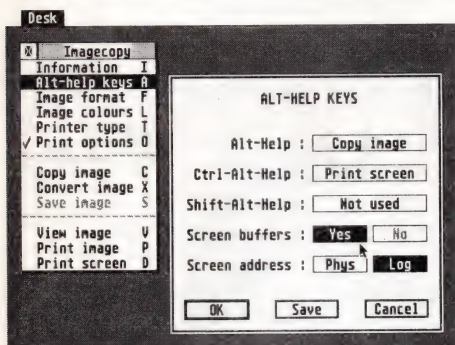 Desk
Imagecopy
Information I
Alt-help keys A
Image format F
Image colours L
Printer type T
✓ Print options O
Copy image C
Convert image X
Save image S
View image V
Print image P
Print screen D
ALT-HELP KEYS
Alt-Help : Copy image
Ctrl-Alt-Help : Print screen
Shift-Alt-Help : Not used
Screen buffers : Yes No
Screen address : Phys Log
OK Save Cancel